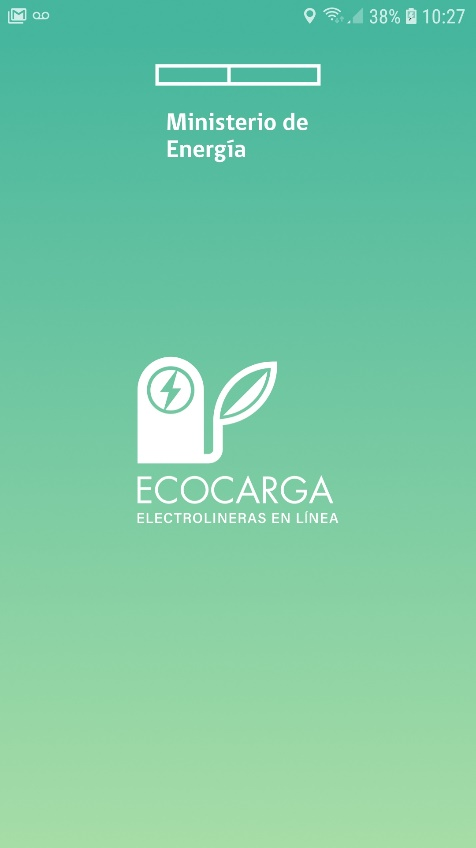 38% 10:27
Ministerio de
Energía
ECOCARGA
ELECTROLINERAS EN LÍNEA